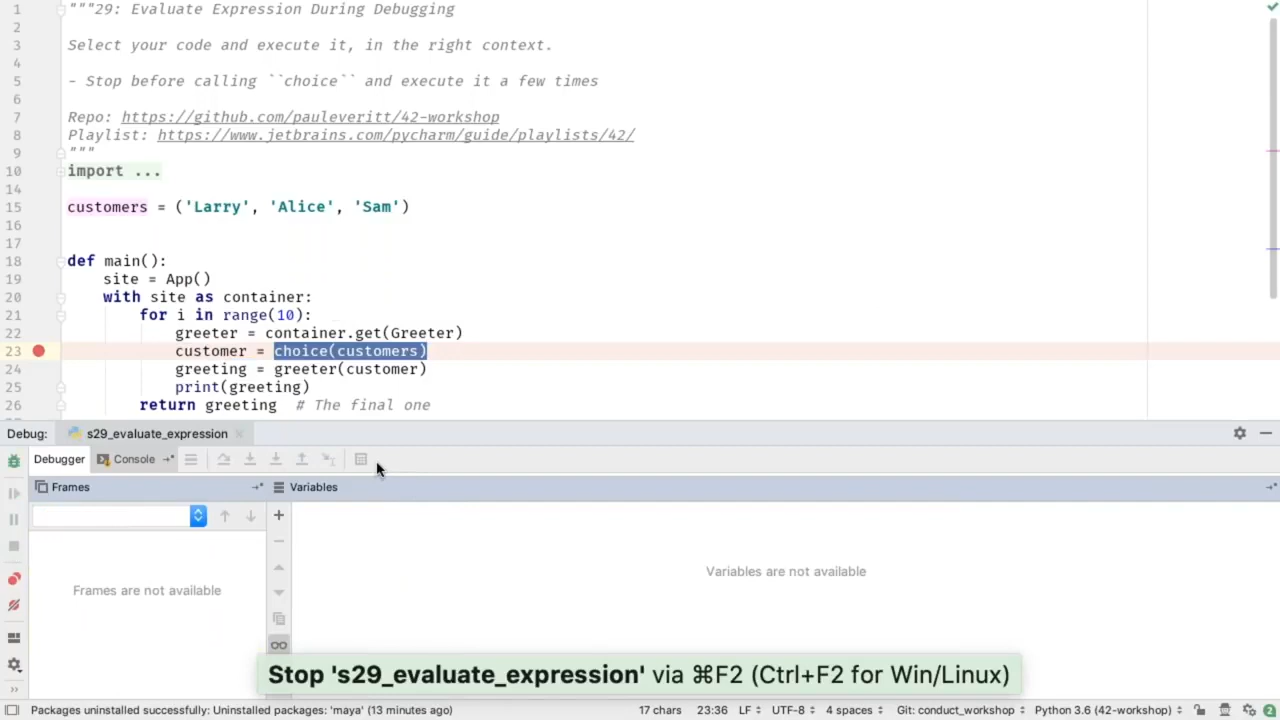 1 """29: Evaluate Expression During Debugging
2
3 Select your code and execute it, in the right context.
4
5 - Stop before calling ``choice`` and execute it a few times
6
7 Repo: https://github.com/pauleveritt/42-workshop
8 Playlist: https://www.jetbrains.com/pycharm/guide/playlists/42/
9 """
10 import ...
14
15 customers = ('Larry', 'Alice', 'Sam')
16
17
18 def main():
19 site = App()
20 with site as container:
21 for i in range(10):
22 greeter = container.get(Greeter)
23 customer = choice(customers)
24 greeting = greeter(customer)
25 print(greeting)
26 return greeting # The final one
Debug: s29_evaluate_expression
Debugger Console
Frames Variables
Frames are not available
Variables are not available
Stop 's29_evaluate_expression' via ⌘F2 (Ctrl+F2 for Win/Linux)
Packages uninstalled successfully: Uninstalled packages: 'maya' (13 minutes ago) 17 chars 23:36 LF UTF-8 4 spaces Git: conduct_workshop Python 3.6 (42-workshop) 2